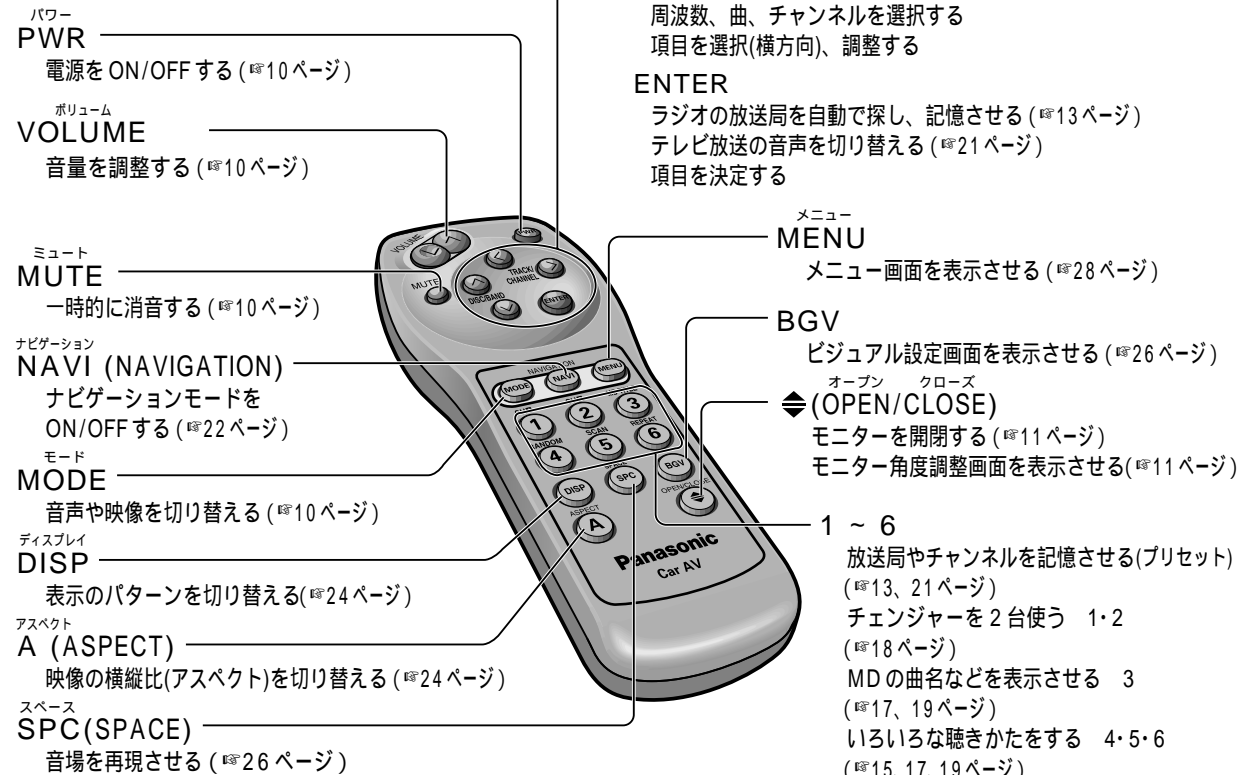 パワー
PWR
電源を ON/OFF する (☞10ページ)
ボリューム
VOLUME
音量を調整する (☞10ページ)
ミュート
MUTE
一時的に消音する (☞10ページ)
ナビゲーション
NAVI (NAVIGATION)
ナビゲーションモードを
ON/OFF する (☞22ページ)
モード
MODE
音声や映像を切り替える (☞10ページ)
ディスプレイ
DISP
表示のパターンを切り替える(☞24ページ)
アスペクト
A (ASPECT)
映像の横縦比(アスペクト)を切り替える (☞24ページ)
スペース
SPC(SPACE)
音場を再現させる (☞26ページ)
周波数、曲、チャンネルを選択する
項目を選択(横方向)、調整する
ENTER
ラジオの放送局を自動で探し、記憶させる (☞13ページ)
テレビ放送の音声を切り替える (☞21ページ)
項目を決定する
メニュー
MENU
メニュー画面を表示させる (☞28ページ)
BGV
ビジュアル設定画面を表示させる (☞26ページ)
オープン クローズ
(OPEN/CLOSE)
モニターを開閉する (☞11ページ)
モニター角度調整画面を表示させる(☞11ページ)
1 ~ 6
放送局やチャンネルを記憶させる(プリセット)
(☞13、21ページ)
チェンジャーを2台使う 1・2
(☞18ページ)
MDの曲名などを表示させる 3
(☞17、19ページ)
いろいろな聴きかたをする 4・5・6
(☞15、17、19ページ)
VOLUME
PWR
MUTE
TRACK/
CHANNEL
DISC/BAND
ENTER
NAVIGATION
MODE
NAVI
MENU
1
2
3
RANDOM
SCAN
REPEAT
4
5
6
DISP
SPC
BGV
OPEN/CLOSE
ASPECT
A
Panasonic
Car AV